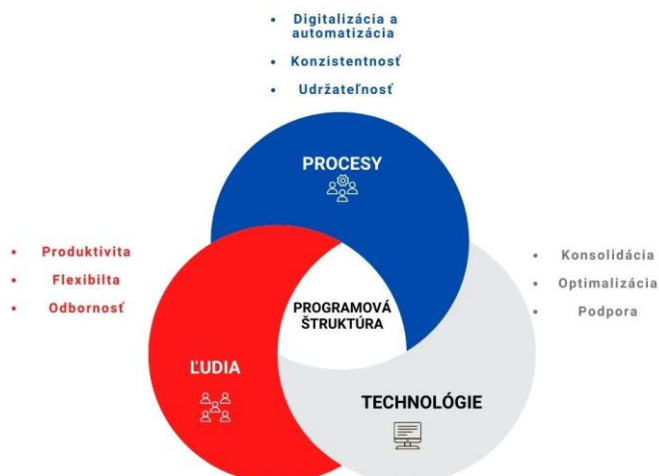 • Digitalizácia a
automatizácia
• Konzistentnosť
• Udržateľnosť
PROCESY
• Produktivita
• Flexibilta
• Odbornosť
• Konsolidácia
• Optimalizácia
• Podpora
PROGRAMOVÁ
ŠTRUKTÚRA
ĽUDIA
TECHNOLÓGIE